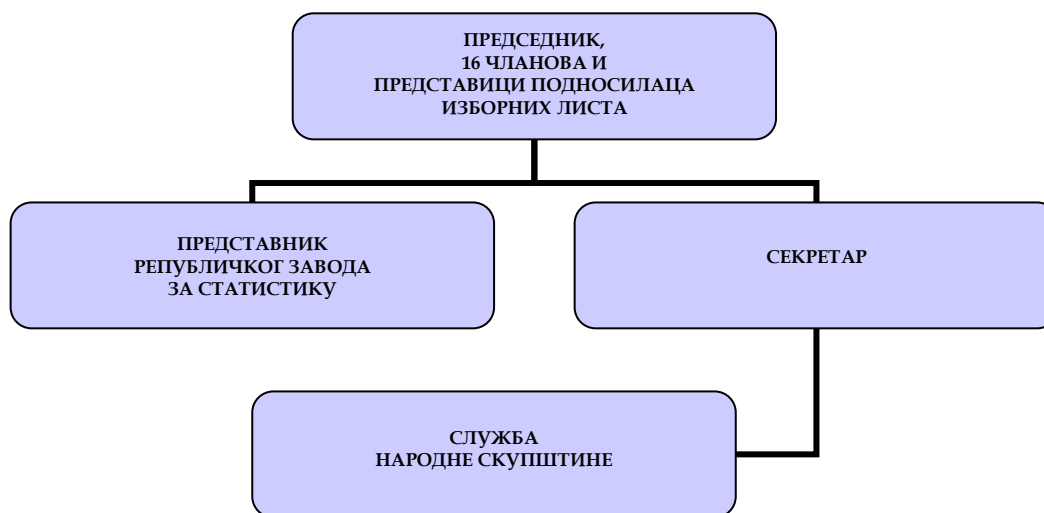 ПРЕДСЕДНИК,
16 ЧЛАНОВА И
ПРЕДСТАВИЦИ ПОДНОСИЛАЦА
ИЗБОРНИХ ЛИСТА
ПРЕДСТАВНИК
РЕПУБЛИЧКОГ ЗАВОДА
ЗА СТАТИСТИКУ
СЕКРЕТАР
СЛУЖБА
НАРОДНЕ СКУПШТИНЕ